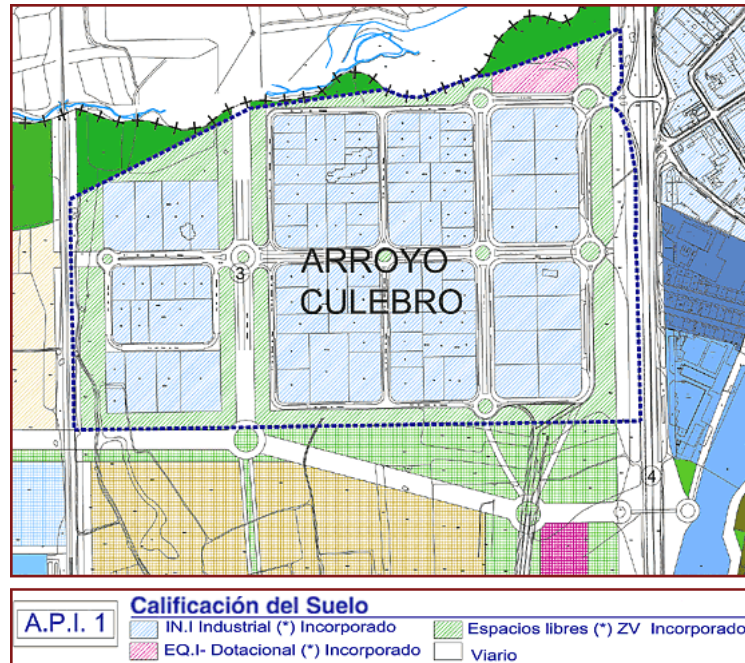 3
ARROYO
CULEBRO
4
A.P.I. 1
Calificación del Suelo
IN.I Industrial (*) Incorporado
Espacios libres (*) ZV Incorporado
EQ.I- Dotacional (*) Incorporado
Viario